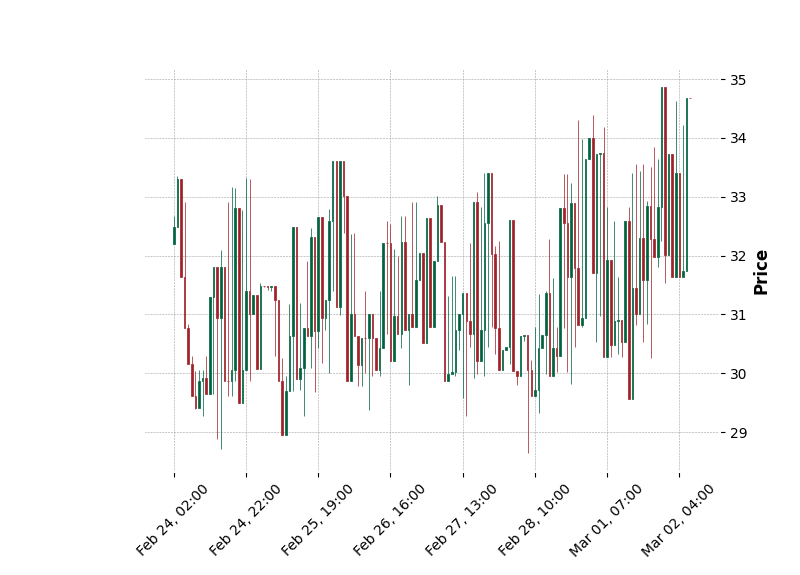 35
34
33
32
31
30
29
Price
Feb 24, 02:00
Feb 24, 22:00
Feb 25, 19:00
Feb 26, 16:00
Feb 27, 13:00
Feb 28, 10:00
Mar 01, 07:00
Mar 02, 04:00